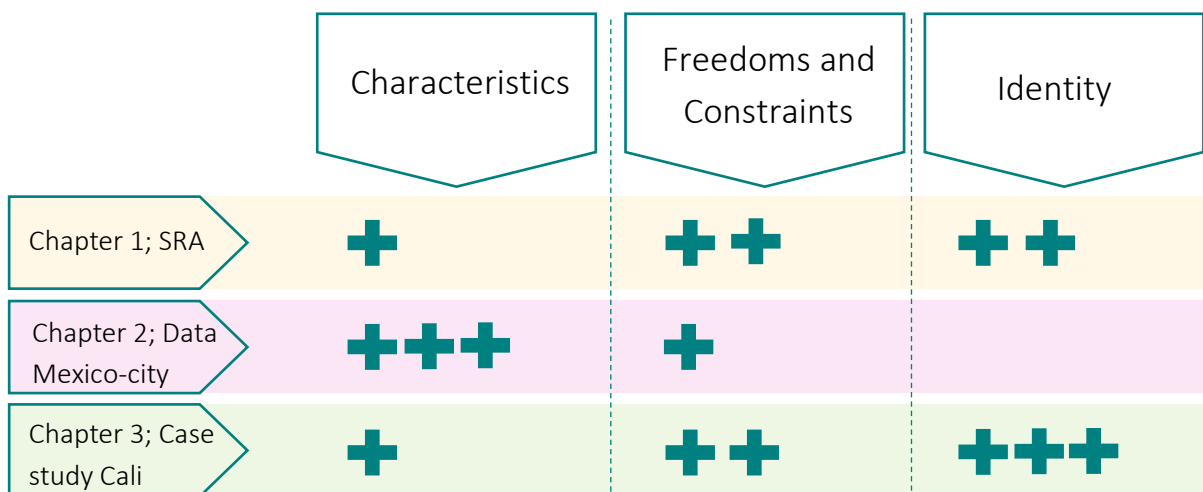 Characteristics
Freedoms and
Constraints
Identity
Chapter 1; SRA
Chapter 2; Data
Mexico-city
Chapter 3; Case
study Cali